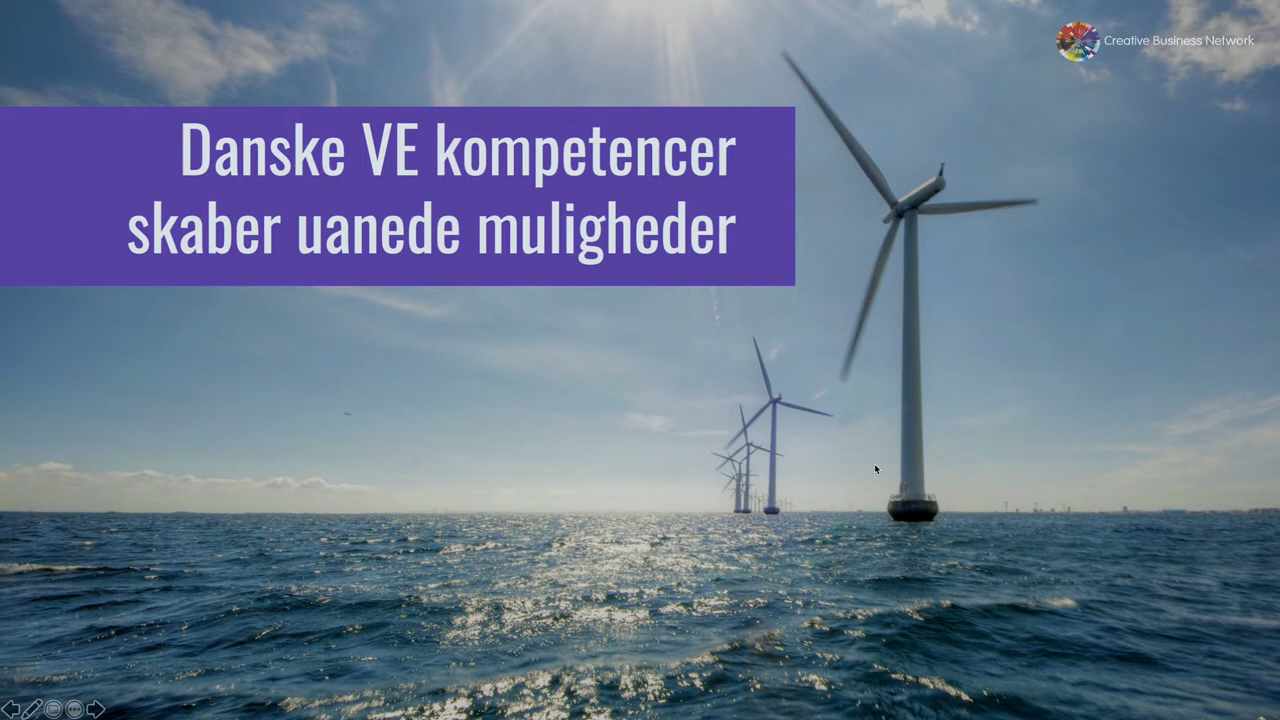 Creative Business Network
Danske VE kompetencer
skaber uanede muligheder